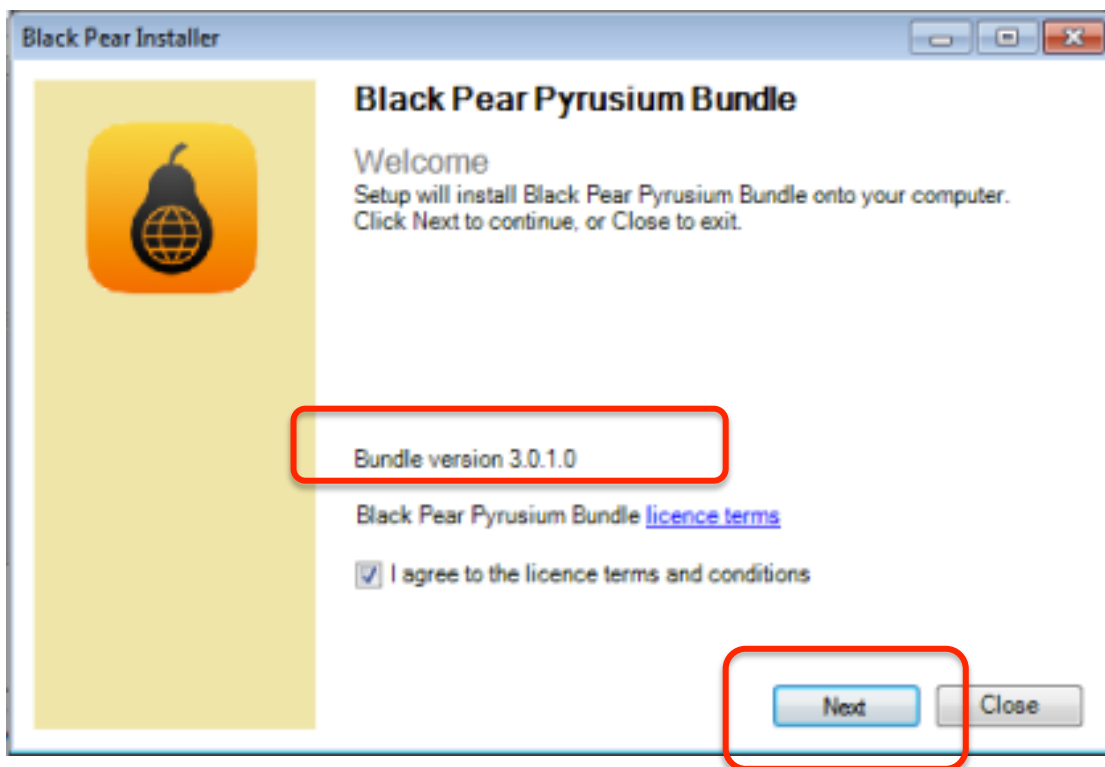 Black Pear Installer
Black Pear Pyrusium Bundle
Welcome
Setup will install Black Pear Pyrusium Bundle onto your computer.
Click Next to continue, or Close to exit.
Bundle version 3.0.1.0
Black Pear Pyrusium Bundle licence terms
I agree to the licence terms and conditions
Next
Close